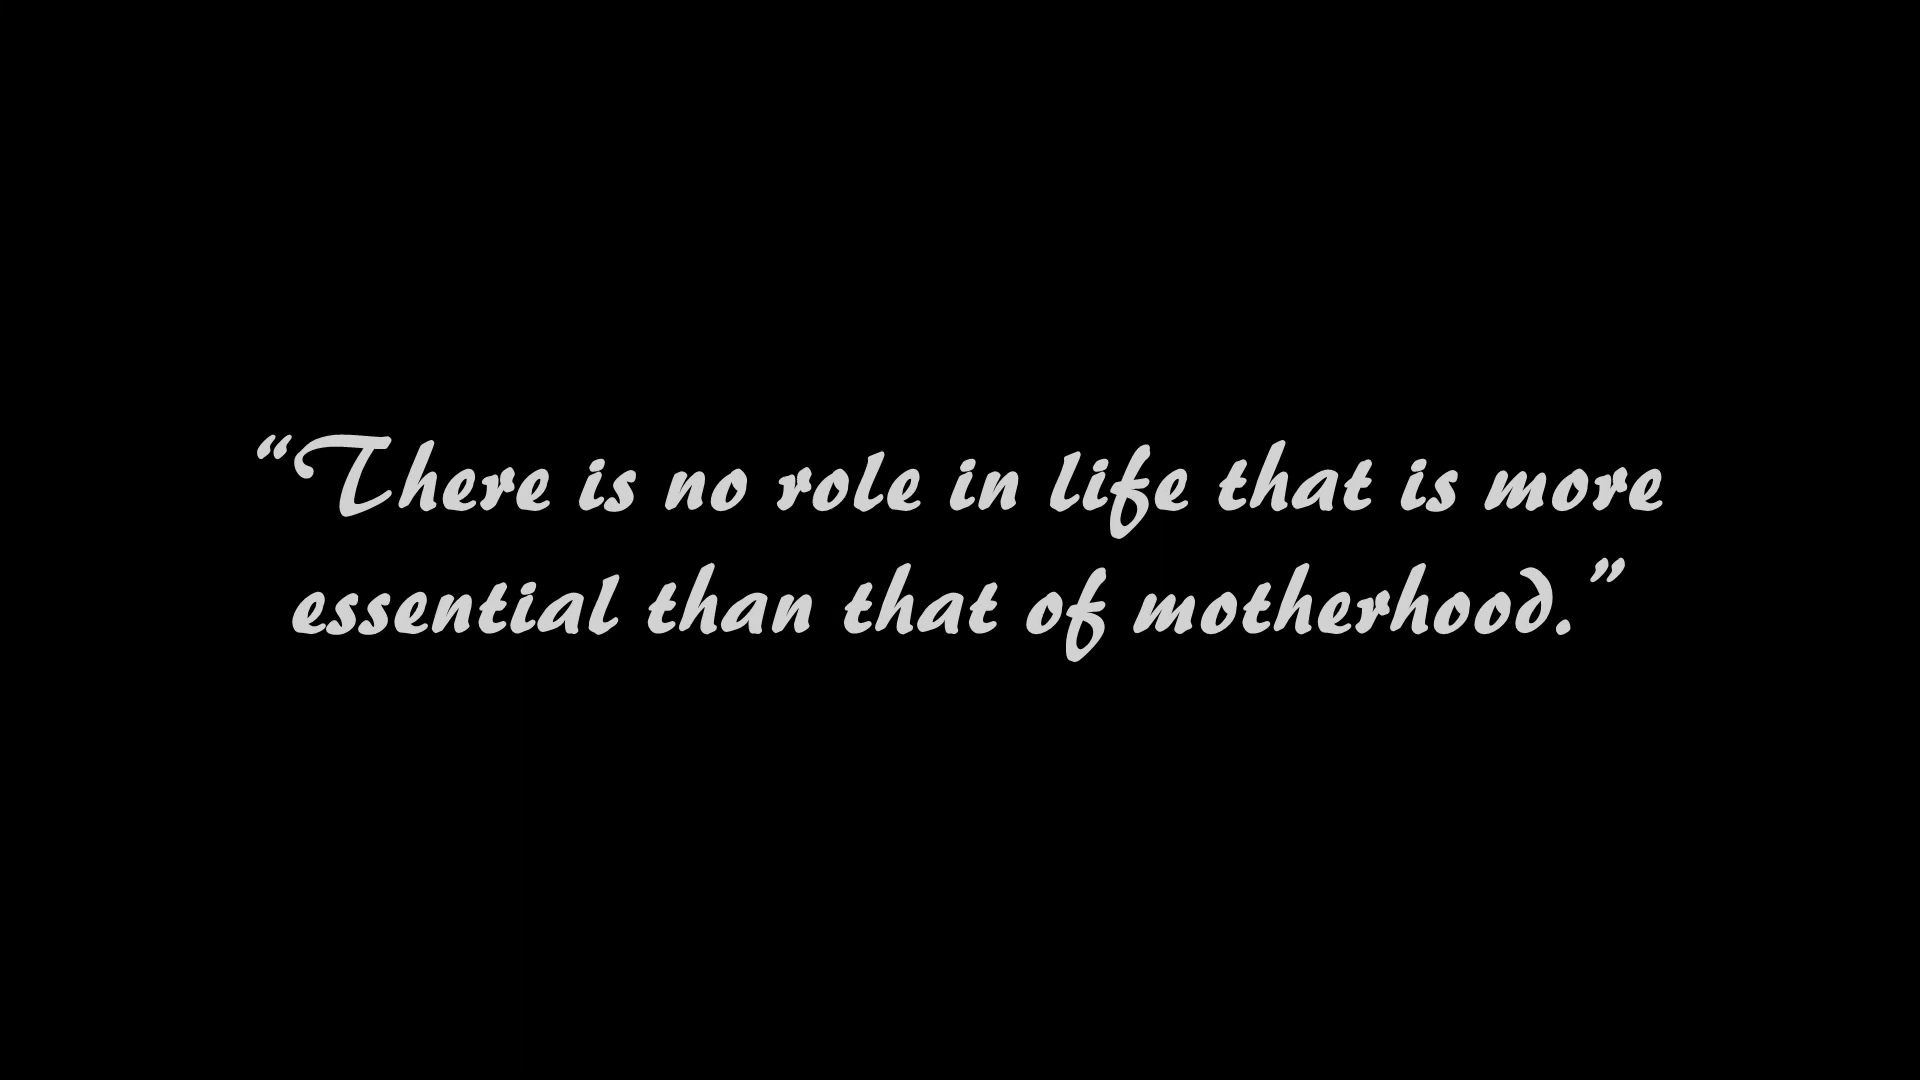 “There is no role in life that is more
essential than that of motherhood.”